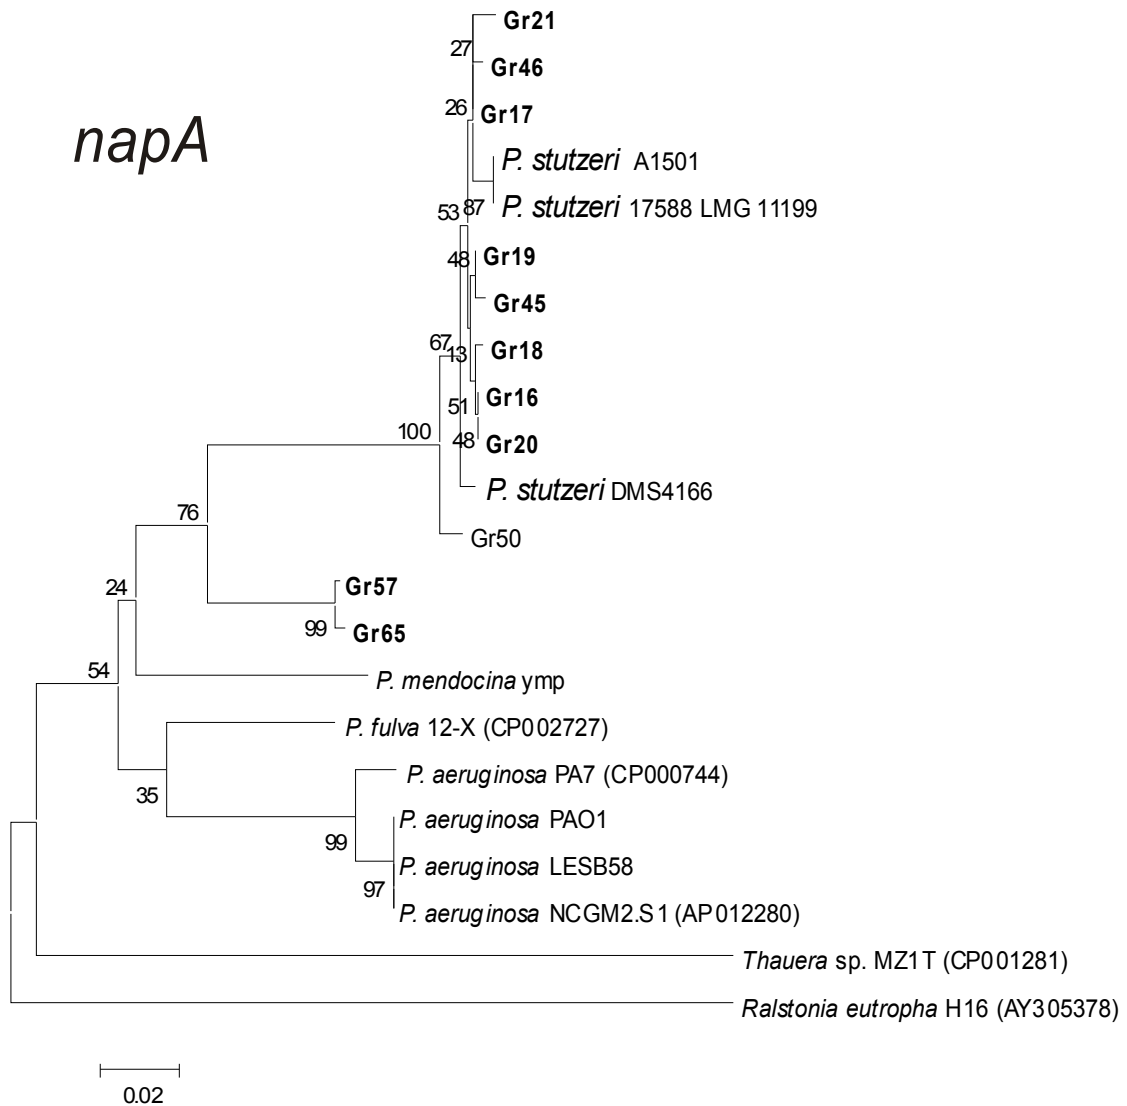 Gr21
27
Gr46
26
Gr17
napA
P. stutzeri A1501
53
87
P. stutzeri 17588 LMG 11199
48
Gr19
Gr45
67
13
Gr18
51
Gr16
100
48
Gr20
P. stutzeri DMS4166
76
Gr50
24
Gr57
99
Gr65
54
P. mendocina ymp
P. fulva 12-X (CP002727)
35
P. aeruginosa PA7 (CP000744)
P. aeruginosa PAO1
99
P. aeruginosa LESB58
97
P. aeruginosa NCGM2.S1 (AP012280)
Thauera sp. MZ1T (CP001281)
Ralstonia eutropha H16 (AY305378)
0.02